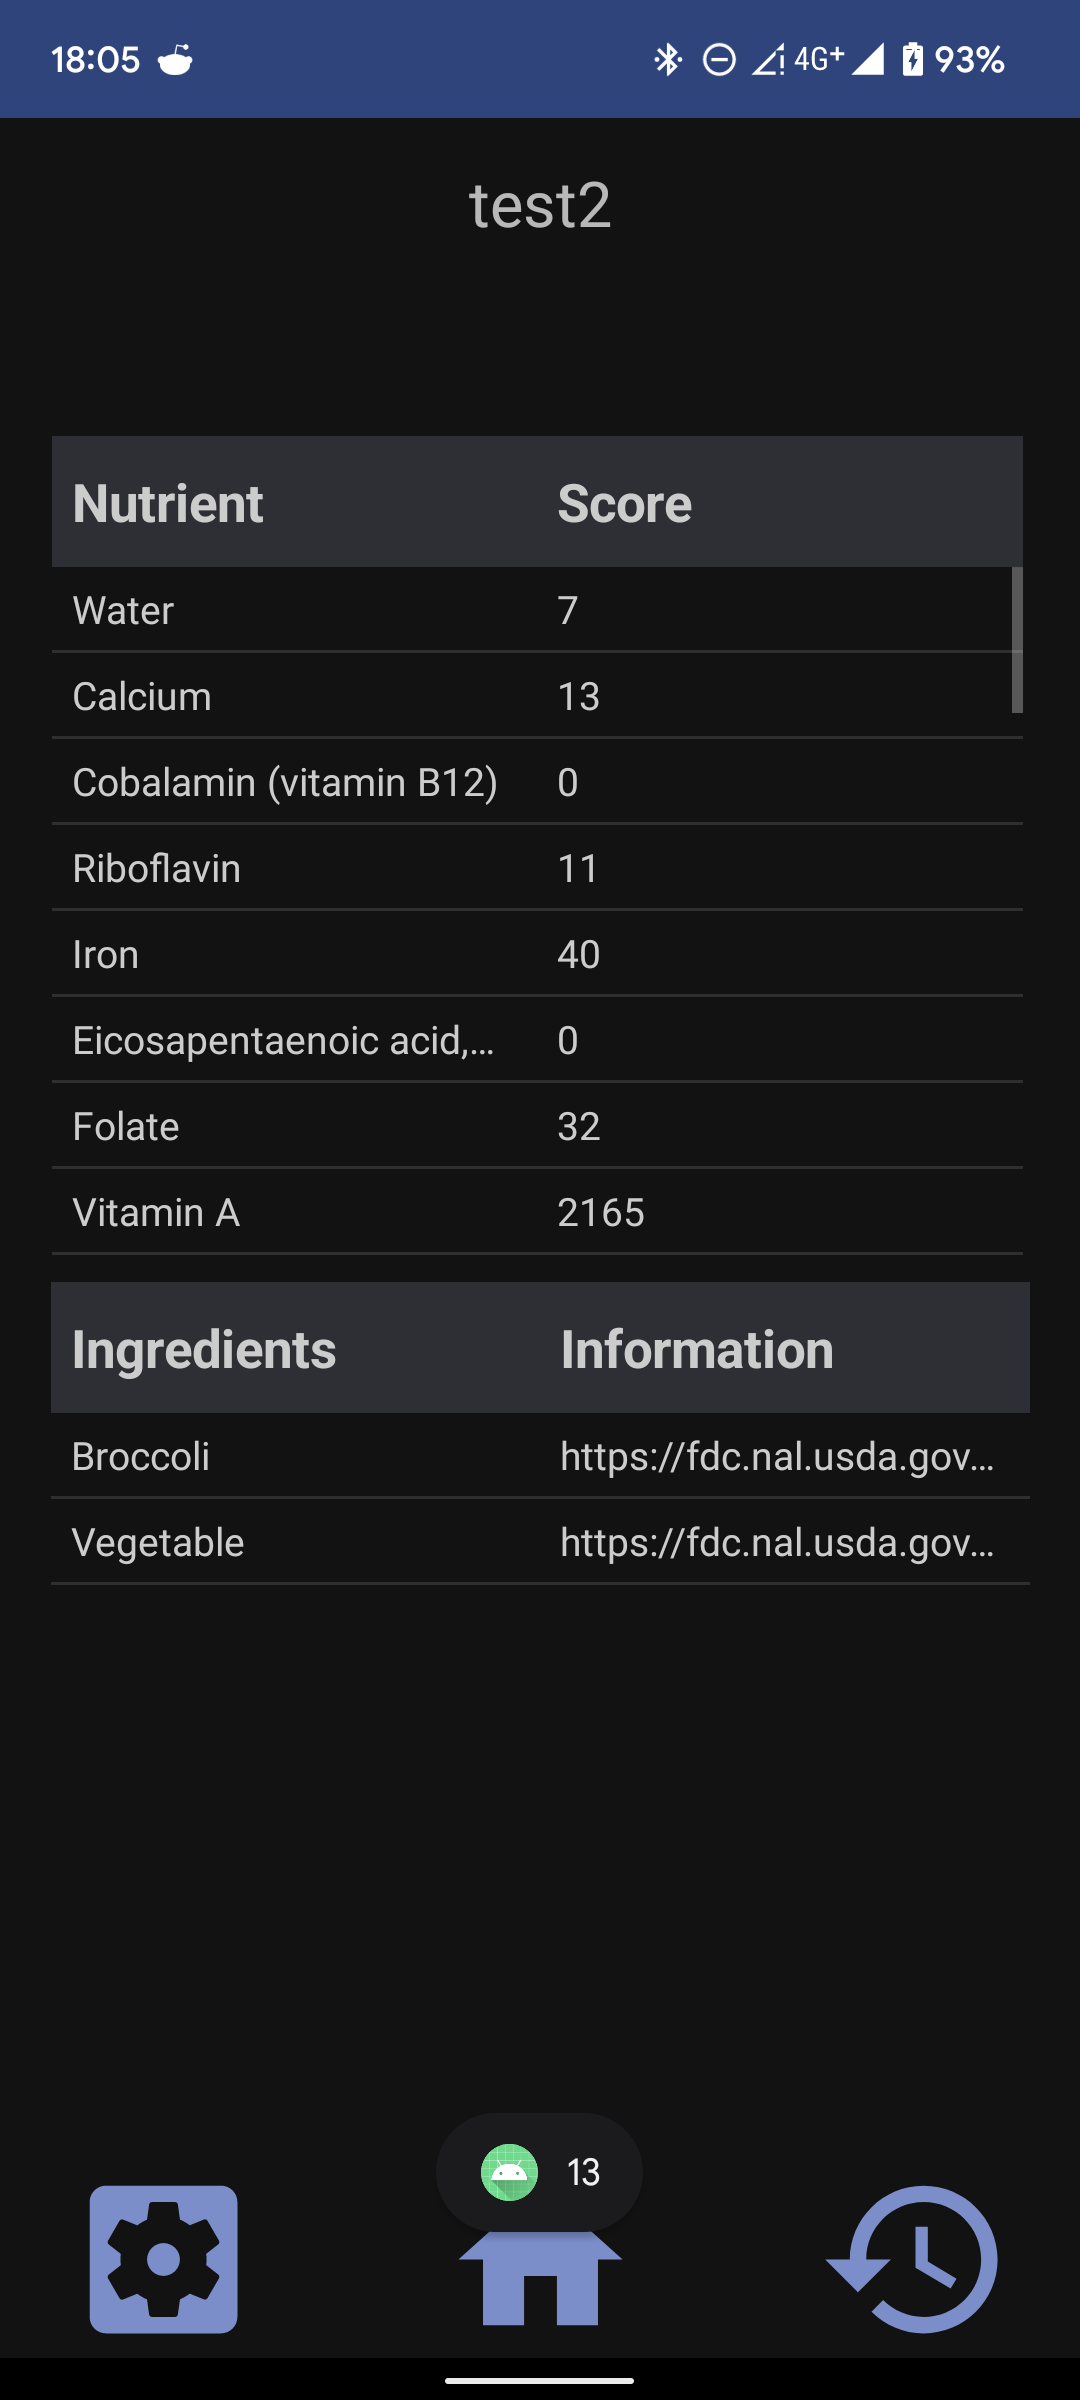 18:05 4G+ 93%
test2
Nutrient Score
Water 7
Calcium 13
Cobalamin (vitamin B12) 0
Riboflavin 11
Iron 40
Eicosapentaenoic acid,... 0
Folate 32
Vitamin A 2165
Ingredients Information
Broccoli https://fdc.nal.usda.gov...
Vegetable https://fdc.nal.usda.gov...
13